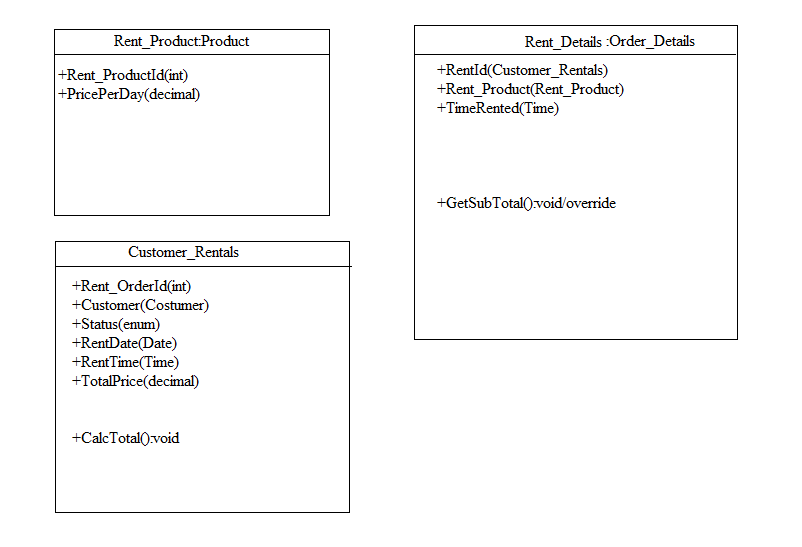 Rent_Product:Product
+Rent_ProductId(int)
+PricePerDay(decimal)
Rent_Details :Order_Details
+RentId(Customer_Rentals)
+Rent_Product(Rent_Product)
+TimeRented(Time)
+GetSubTotal():void/override
Customer_Rentals
+Rent_OrderId(int)
+Customer(Costumer)
+Status(enum)
+RentDate(Date)
+RentTime(Time)
+TotalPrice(decimal)
+CalcTotal():void